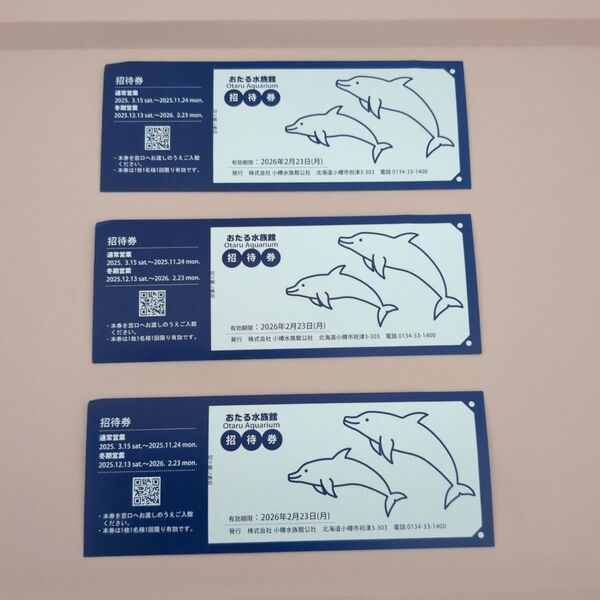 招待券
通常営業
2025. 3.15 sat.～2025.11.24 mon.
冬期営業
2025.12.13 sat.～2026. 2.23 mon.
・本券を窓口へお渡しのうえご入館
ください。
・本券は1枚1名様1回限り有効です。
おたる水族館
Otaru Aquarium
招待券
有効期限：2026年2月23日(月)
発行 株式会社 小樽水族館公社 北海道小樽市祝津3-303 電話 0134-33-1400
招待券
通常営業
2025. 3.15 sat.～2025.11.24 mon.
冬期営業
2025.12.13 sat.～2026. 2.23 mon.
・本券を窓口へお渡しのうえご入館
ください。
・本券は1枚1名様1回限り有効です。
おたる水族館
Otaru Aquarium
招待券
有効期限：2026年2月23日(月)
発行 株式会社 小樽水族館公社 北海道小樽市祝津3-303 電話 0134-33-1400
招待券
通常営業
2025. 3.15 sat.～2025.11.24 mon.
冬期営業
2025.12.13 sat.～2026. 2.23 mon.
・本券を窓口へお渡しのうえご入館
ください。
・本券は1枚1名様1回限り有効です。
おたる水族館
Otaru Aquarium
招待券
有効期限：2026年2月23日(月)
発行 株式会社 小樽水族館公社 北海道小樽市祝津3-303 電話 0134-33-1400